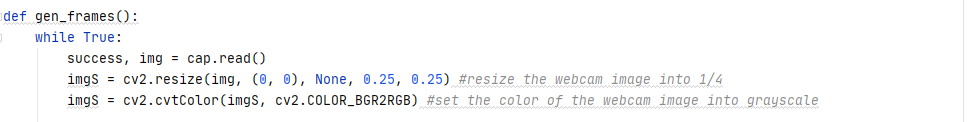 def gen_frames():
    while True:
        success, img = cap.read()
        imgS = cv2.resize(img, (0, 0), None, 0.25, 0.25) #resize the webcam image into 1/4
        imgS = cv2.cvtColor(imgS, cv2.COLOR_BGR2RGB) #set the color of the webcam image into grayscale